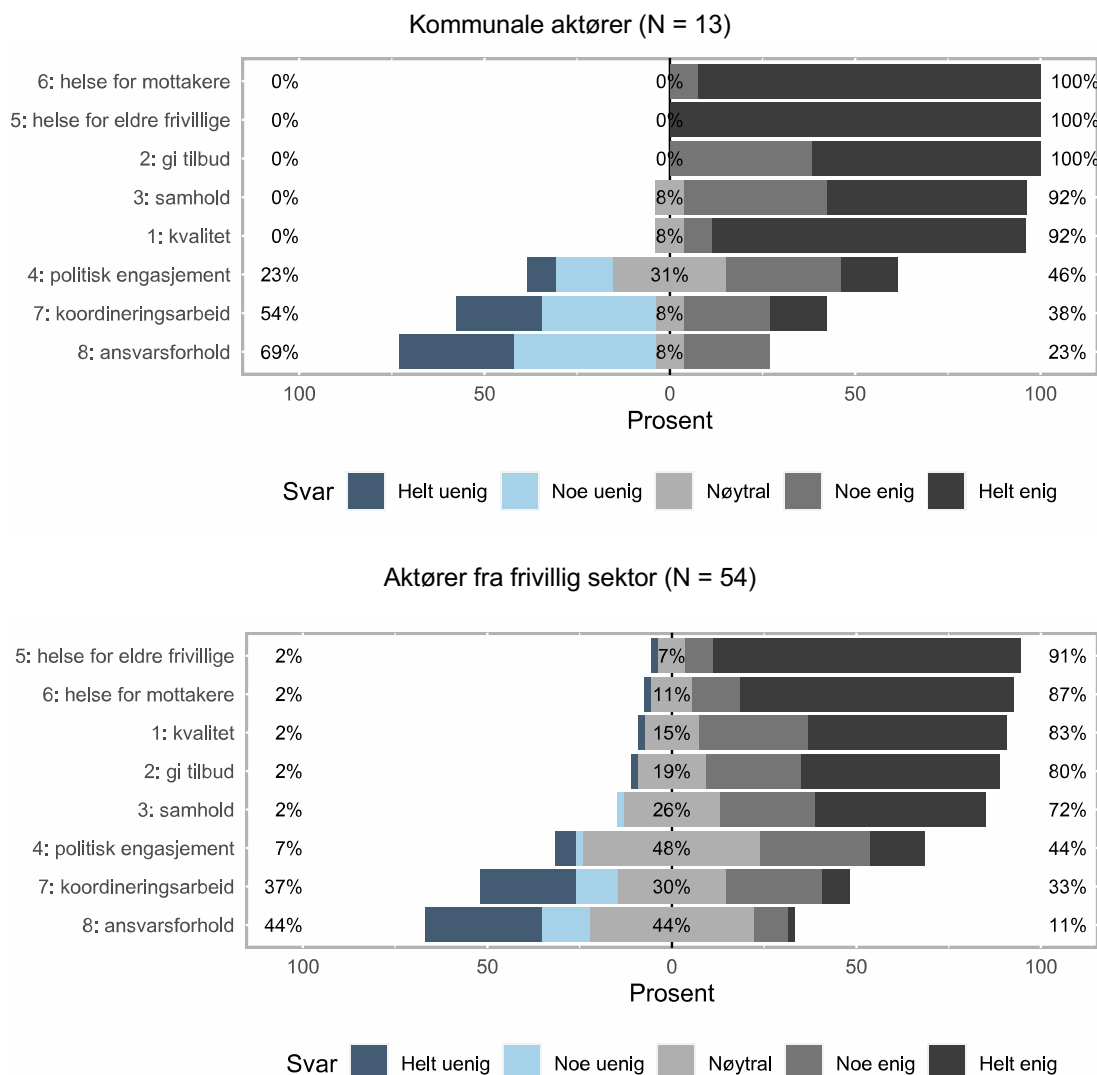 Kommunale aktører (N = 13)
6: helse for mottakere 0% 0% 100%
5: helse for eldre frivillige 0% 0% 100%
2: gi tilbud 0% 0% 100%
3: samhold 0% 8% 92%
1: kvalitet 0% 8% 92%
4: politisk engasjement 23% 31% 46%
7: koordineringsarbeid 54% 8% 38%
8: ansvarsforhold 69% 8% 23%
100 50 0 50 100
Prosent
Svar Helt uenig Noe uenig Nøytral Noe enig Helt enig
Aktører fra frivillig sektor (N = 54)
5: helse for eldre frivillige 2% 7% 91%
6: helse for mottakere 2% 11% 87%
1: kvalitet 2% 15% 83%
2: gi tilbud 2% 19% 80%
3: samhold 2% 26% 72%
4: politisk engasjement 7% 48% 44%
7: koordineringsarbeid 37% 30% 33%
8: ansvarsforhold 44% 44% 11%
100 50 0 50 100
Prosent
Svar Helt uenig Noe uenig Nøytral Noe enig Helt enig